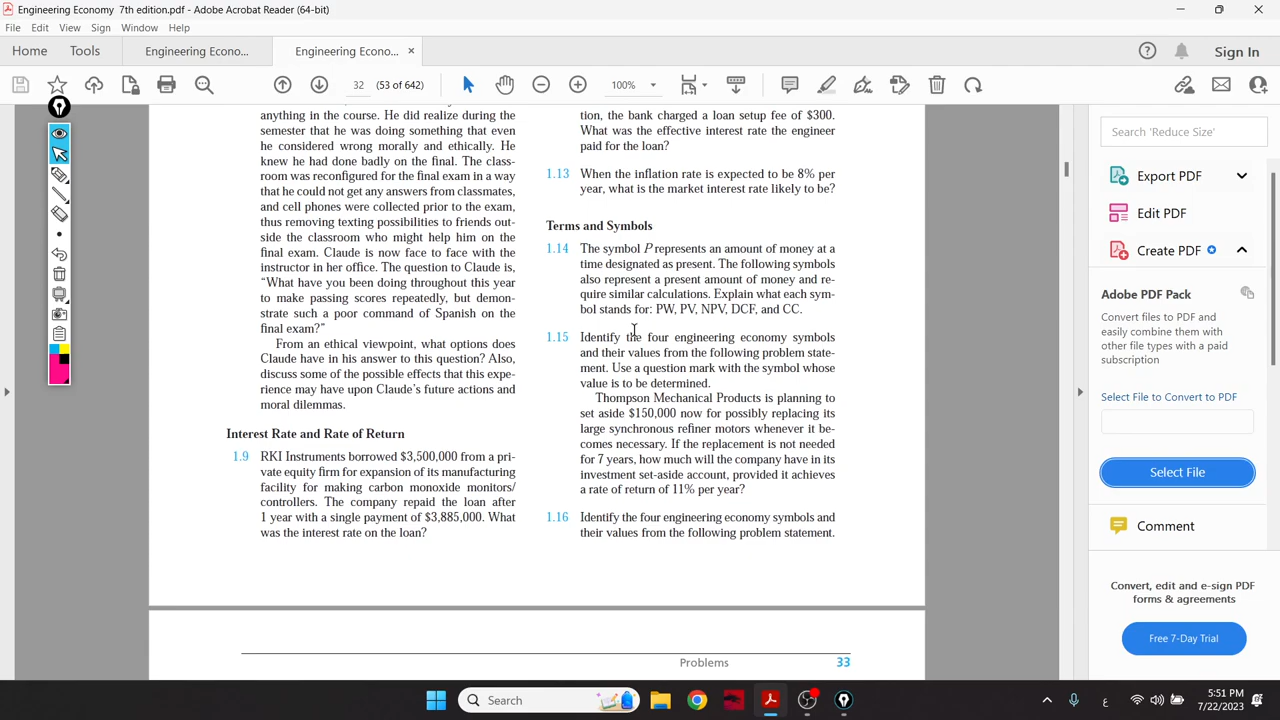 Engineering Economy  7th edition.pdf - Adobe Acrobat Reader (64-bit)
File Edit View Sign Window Help
Home Tools Engineering Econo... Engineering Econo... × Sign In
32 (53 of 642) 100%
anything in the course. He did realize during the
semester that he was doing something that even
he considered wrong morally and ethically. He
knew he had done badly on the final. The class-
room was reconfigured for the final exam in a way
that he could not get any answers from classmates,
and cell phones were collected prior to the exam,
thus removing texting possibilities to friends out-
side the classroom who might help him on the
final exam. Claude is now face to face with the
instructor in her office. The question to Claude is,
“What have you been doing throughout this year
to make passing scores repeatedly, but demon-
strate such a poor command of Spanish on the
final exam?”
From an ethical viewpoint, what options does
Claude have in his answer to this question? Also,
discuss some of the possible effects that this expe-
rience may have upon Claude's future actions and
moral dilemmas.
Interest Rate and Rate of Return
1.9 RKI Instruments borrowed $3,500,000 from a pri-
vate equity firm for expansion of its manufacturing
facility for making carbon monoxide monitors/
controllers. The company repaid the loan after
1 year with a single payment of $3,885,000. What
was the interest rate on the loan?
tion, the bank charged a loan setup fee of $300.
What was the effective interest rate the engineer
paid for the loan?
1.13 When the inflation rate is expected to be 8% per
year, what is the market interest rate likely to be?
Terms and Symbols
1.14 The symbol P represents an amount of money at a
time designated as present. The following symbols
also represent a present amount of money and re-
quire similar calculations. Explain what each sym-
bol stands for: PW, PV, NPV, DCF, and CC.
1.15 Identify the four engineering economy symbols
and their values from the following problem state-
ment. Use a question mark with the symbol whose
value is to be determined.
Thompson Mechanical Products is planning to
set aside $150,000 now for possibly replacing its
large synchronous refiner motors whenever it be-
comes necessary. If the replacement is not needed
for 7 years, how much will the company have in its
investment set-aside account, provided it achieves
a rate of return of 11% per year?
1.16 Identify the four engineering economy symbols and
their values from the following problem statement.
Problems 33
Search 'Reduce Size'
Export PDF
Edit PDF
Create PDF
Adobe PDF Pack
Convert files to PDF and
easily combine them with
other file types with a paid
subscription
Select File to Convert to PDF
Select File
Comment
Convert, edit and e-sign PDF
forms & agreements
Free 7-Day Trial
Search
ع
5:51 PM
7/22/2023